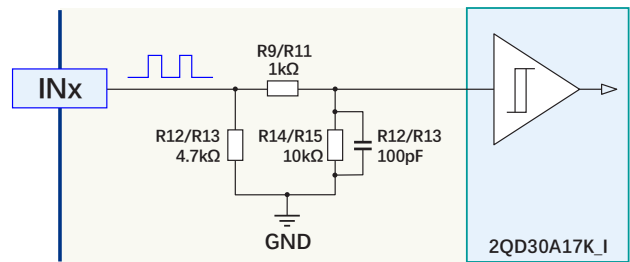 R9/R11
1kΩ
INx
R12/R13
4.7kΩ
R14/R15
10kΩ
R12/R13
100pF
GND
2QD30A17K_I